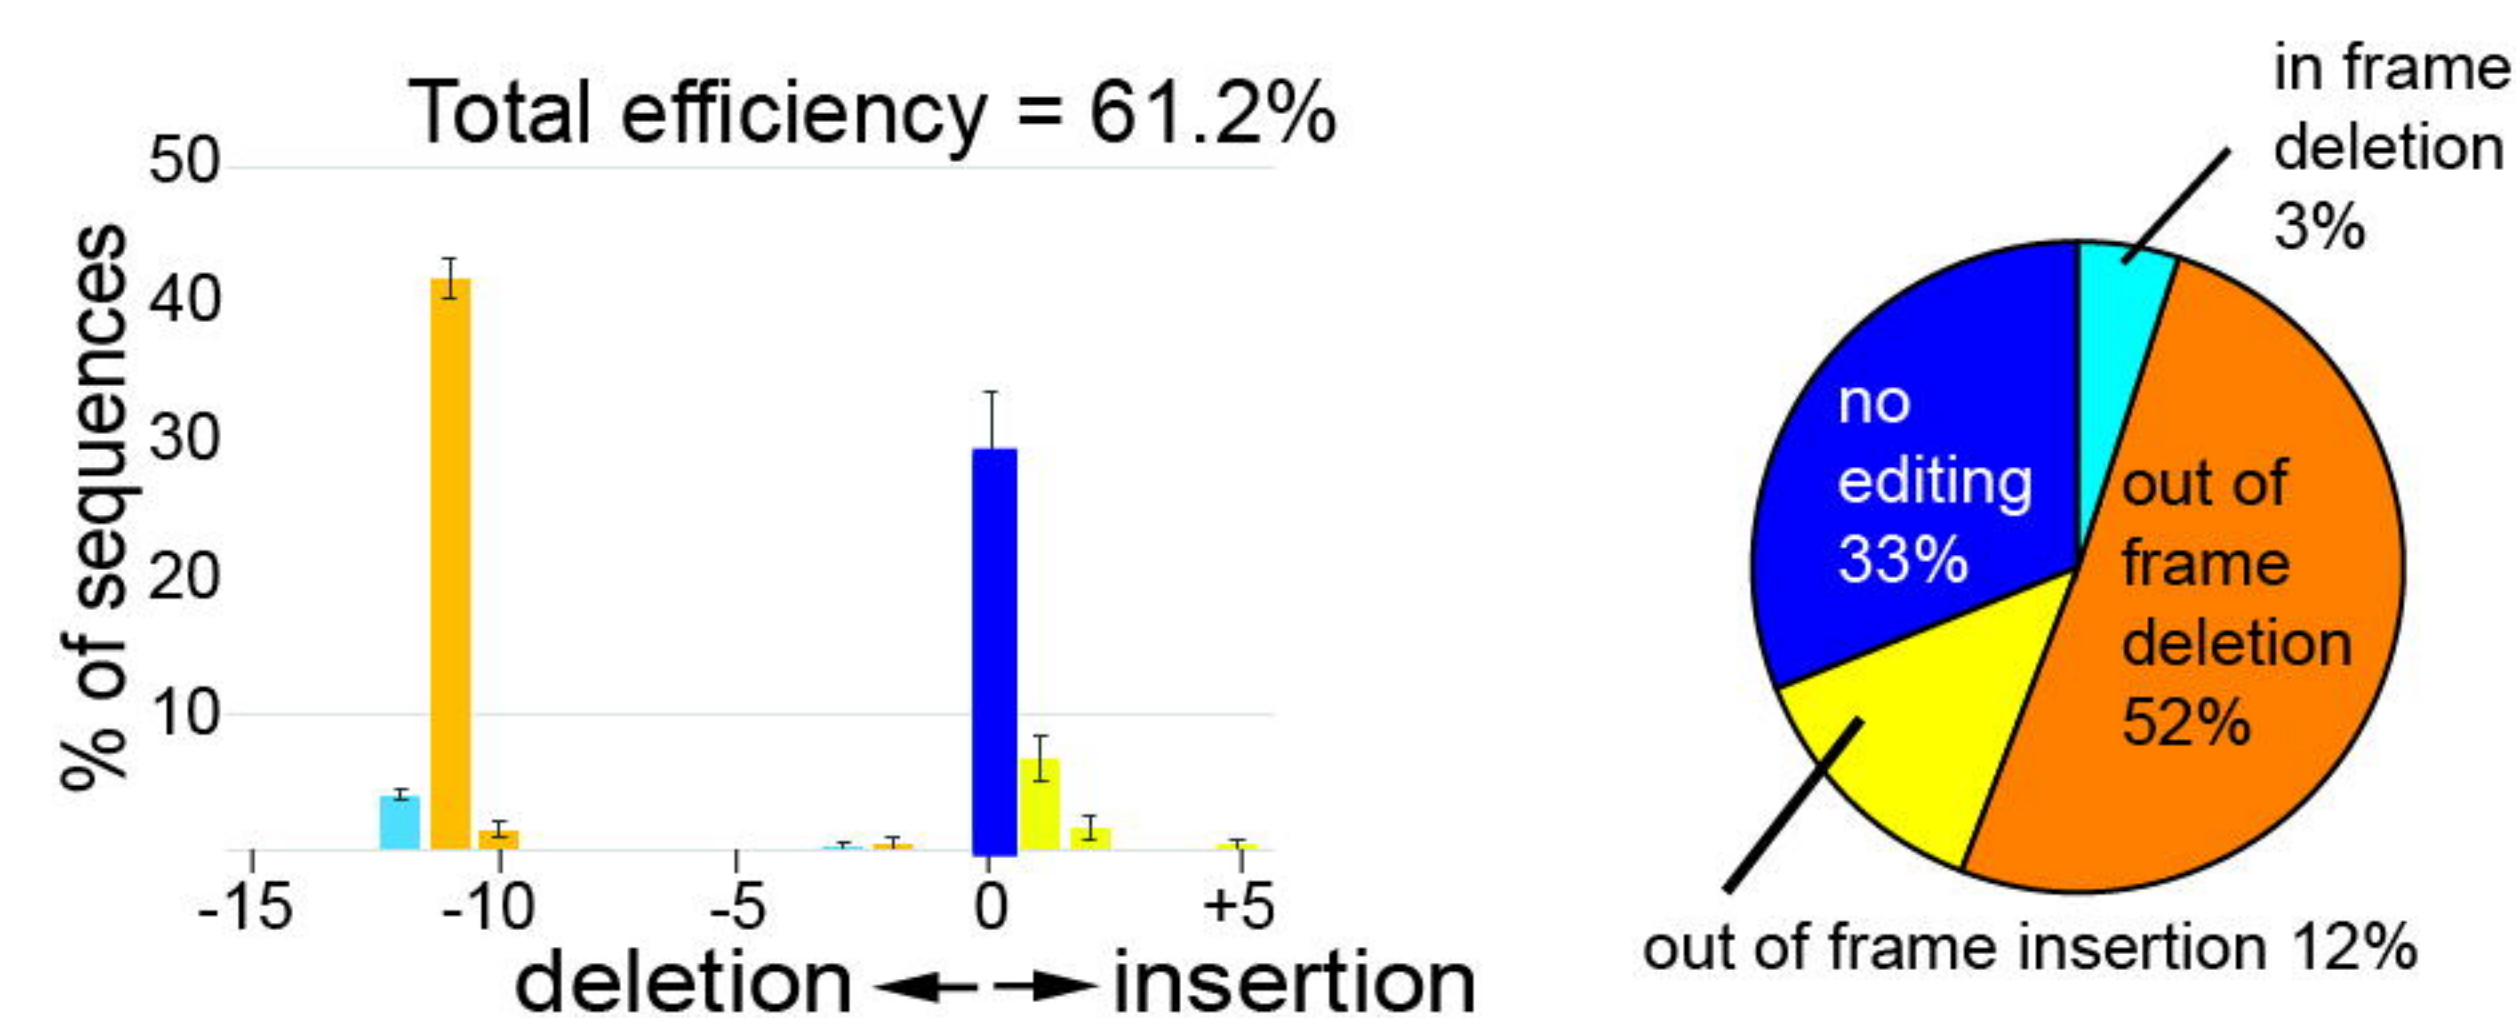 Total efficiency = 61.2%
50
40
30
20
10
% of sequences
-15
-10
-5
0
+5
deletion
insertion
in frame
deletion
3%
no
editing
33%
out of
frame
deletion
52%
out of frame insertion 12%